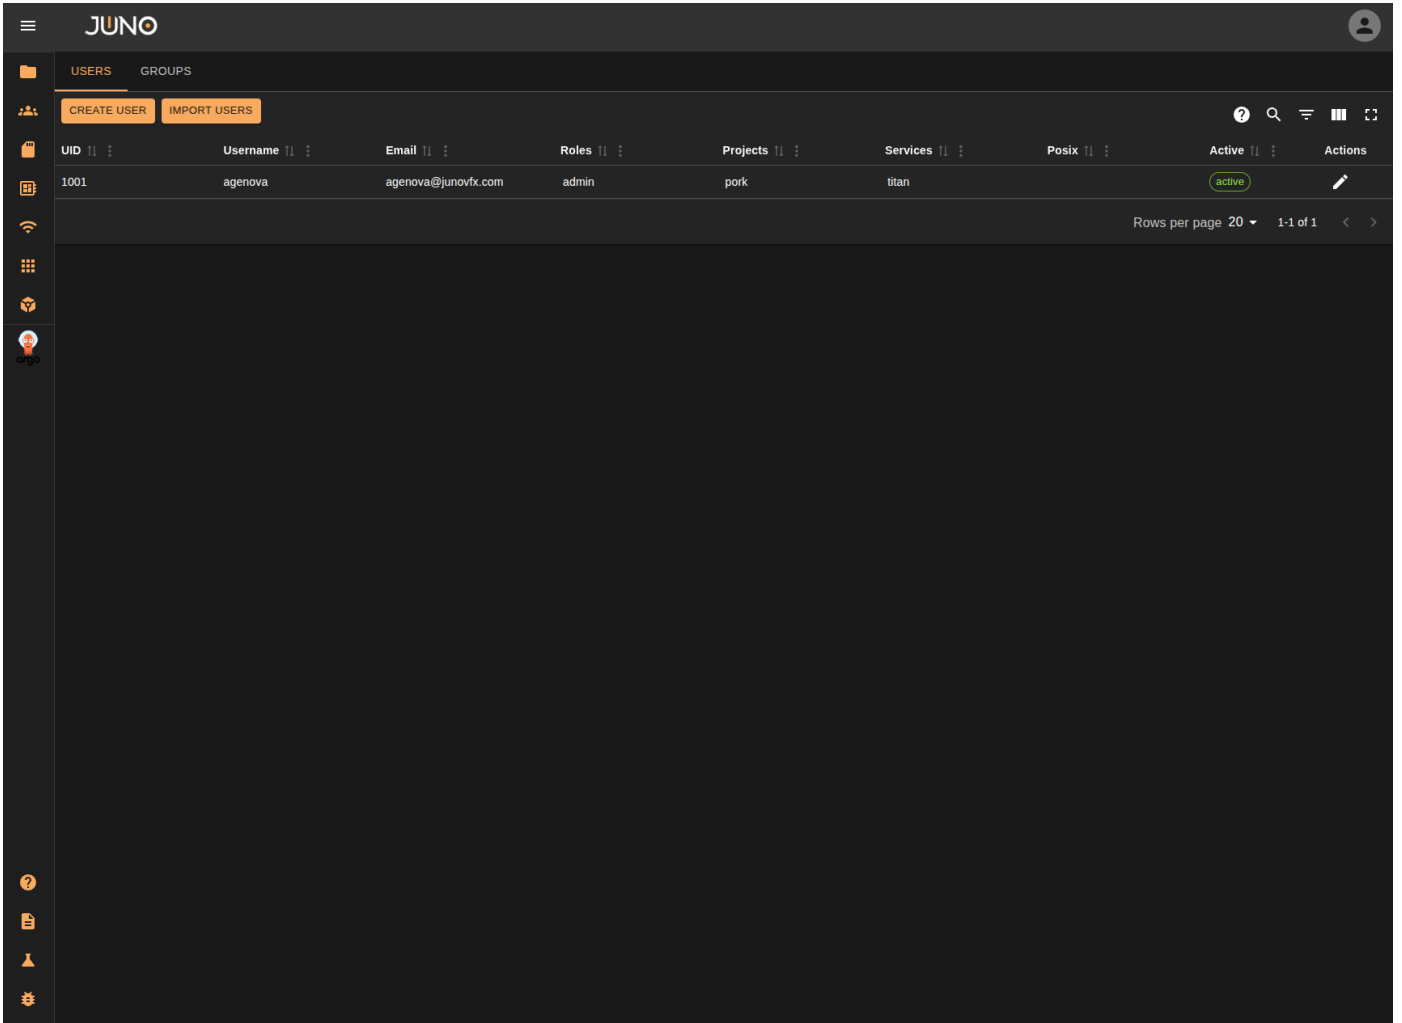 JUNO
USERS GROUPS
CREATE USER IMPORT USERS
UID Username Email Roles Projects Services Posix Active Actions
1001 agenova agenova@junovfx.com admin pork titan active
Rows per page 20 1-1 of 1
argo